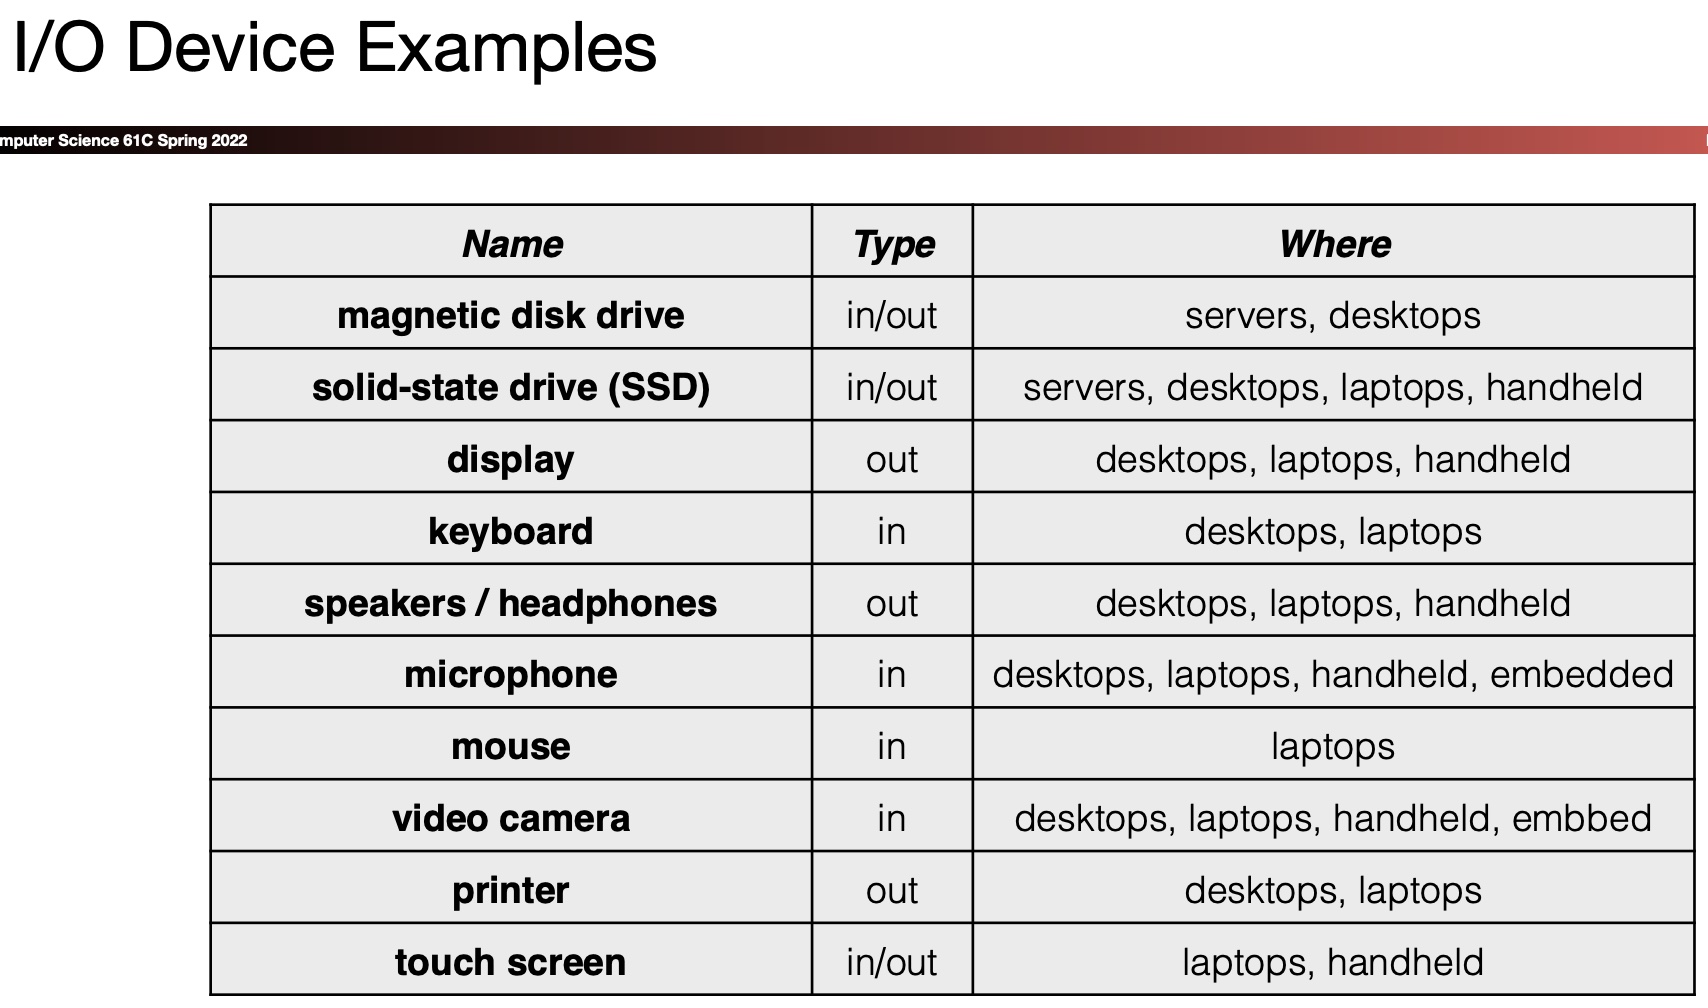 I/O Device Examples
mputer Science 61C Spring 2022
Name Type Where
magnetic disk drive in/out servers, desktops
solid-state drive (SSD) in/out servers, desktops, laptops, handheld
display out desktops, laptops, handheld
keyboard in desktops, laptops
speakers / headphones out desktops, laptops, handheld
microphone in desktops, laptops, handheld, embedded
mouse in laptops
video camera in desktops, laptops, handheld, embbed
printer out desktops, laptops
touch screen in/out laptops, handheld